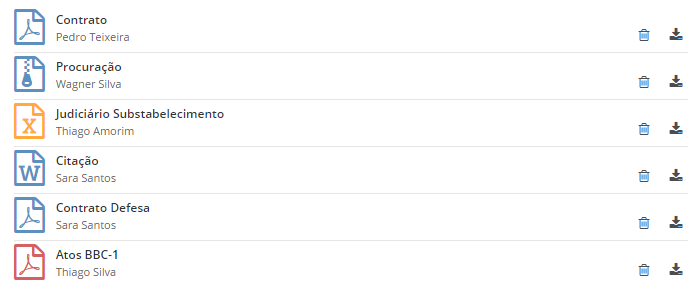 Contrato
Pedro Teixeira
Procuração
Wagner Silva
X
Judiciário Substabelecimento
Thiago Amorim
W
Citação
Sara Santos
Contrato Defesa
Sara Santos
Atos BBC-1
Thiago Silva